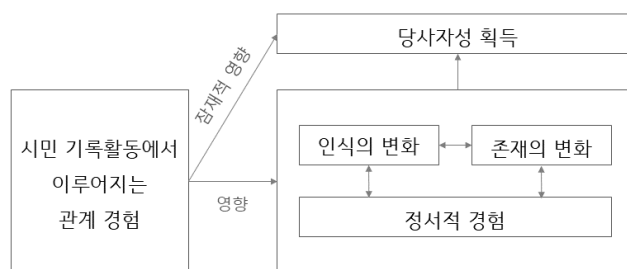 당사자성 획득
잠재적 영향
시민 기록활동에서
이루어지는
관계 경험
영향
인식의 변화
존재의 변화
정서적 경험